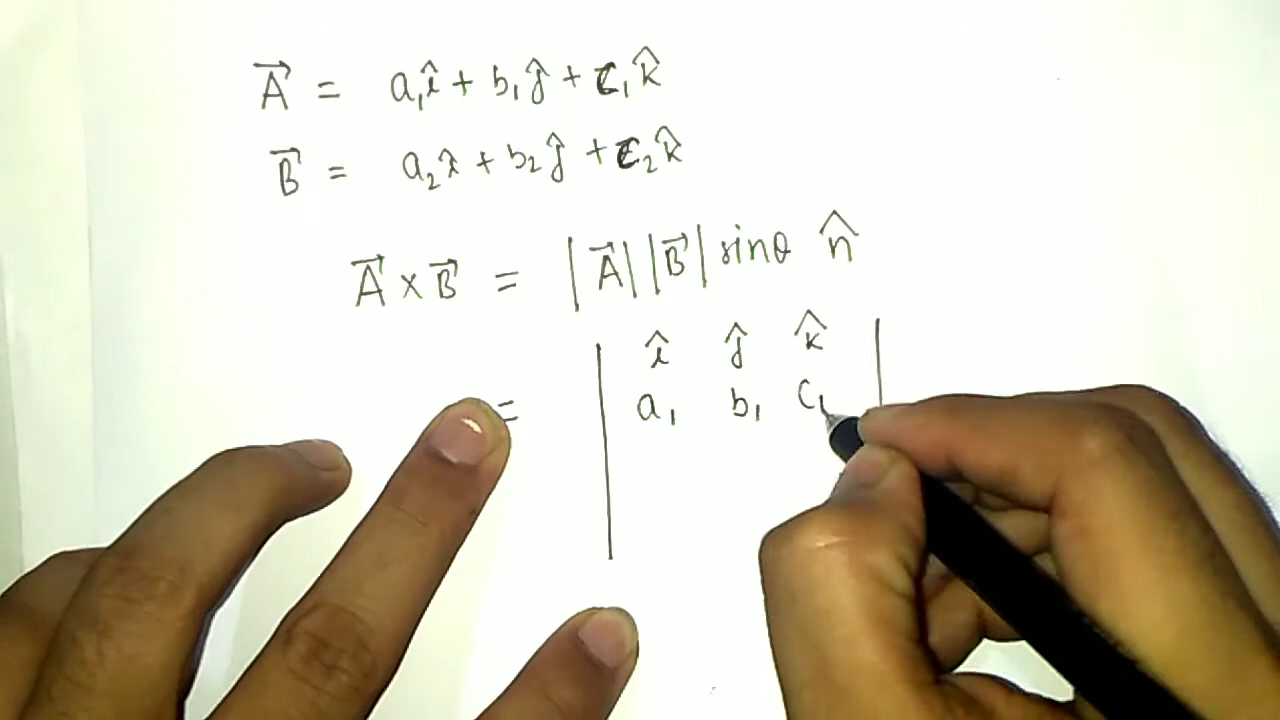 A⃗ = a₁î + b₁ĵ + c₁k̂
B⃗ = a₂î + b₂ĵ + c₂k̂
A⃗ × B⃗ = |A⃗| |B⃗| sinθ n̂
= | î ĵ k̂ |
a₁ b₁ c₁